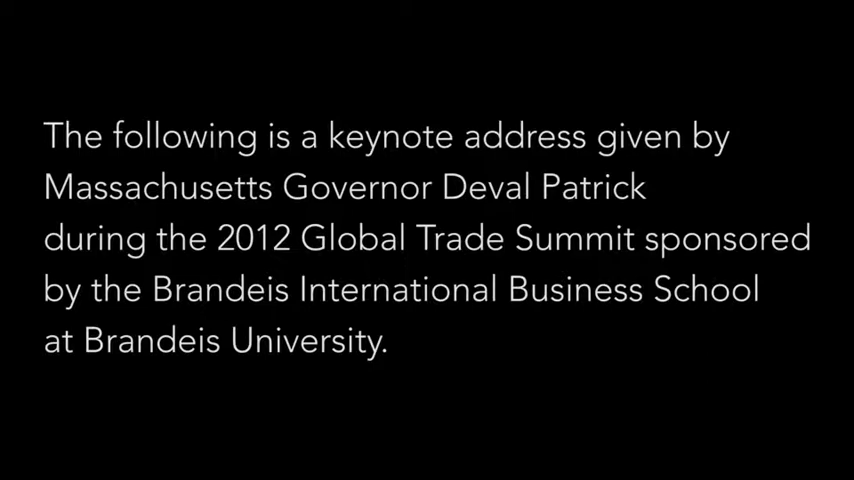 The following is a keynote address given by
Massachusetts Governor Deval Patrick
during the 2012 Global Trade Summit sponsored
by the Brandeis International Business School
at Brandeis University.